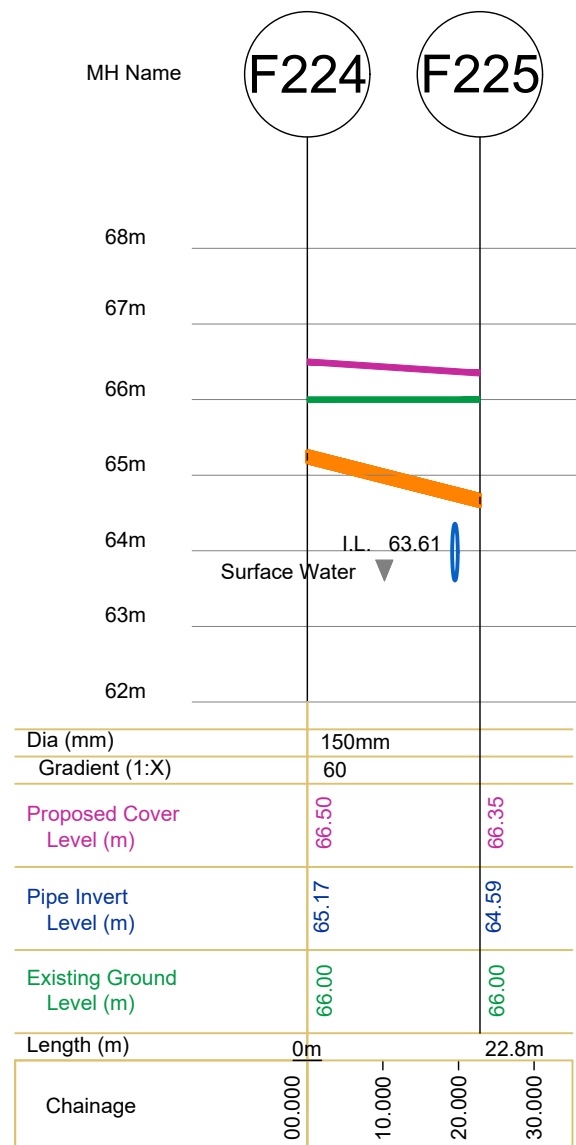 MH Name
F224
F225
68m
67m
66m
65m
64m
I.L. 63.61
Surface Water
63m
62m
Dia (mm)
150mm
Gradient (1:X)
60
Proposed Cover
Level (m)
66.50
66.35
Pipe Invert
Level (m)
65.17
64.59
Existing Ground
Level (m)
66.00
66.00
Length (m)
0m
22.8m
Chainage
00.000
10.000
20.000
30.000